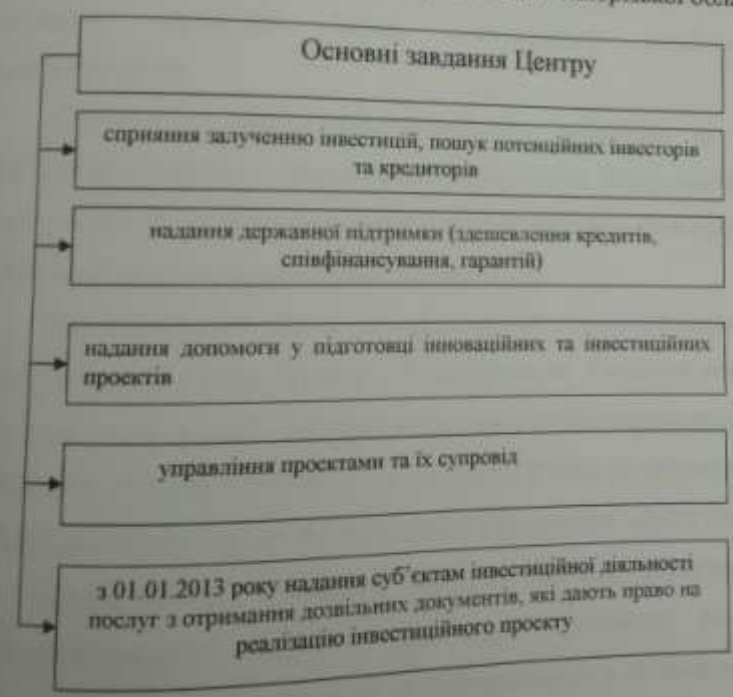 Основні завдання Центру
сприяння залученню інвестицій, пошук потенційних інвесторів
та кредиторів
надання державної підтримки (здешевлення кредитів,
співфінансування, гарантій)
надання допомоги у підготовці інноваційних та інвестиційних
проектів
управління проектами та їх супровід
з 01.01.2013 року надання суб’єктам інвестиційної діяльності
послуг з отримання дозвільних документів, які дають право на
реалізацію інвестиційного проекту